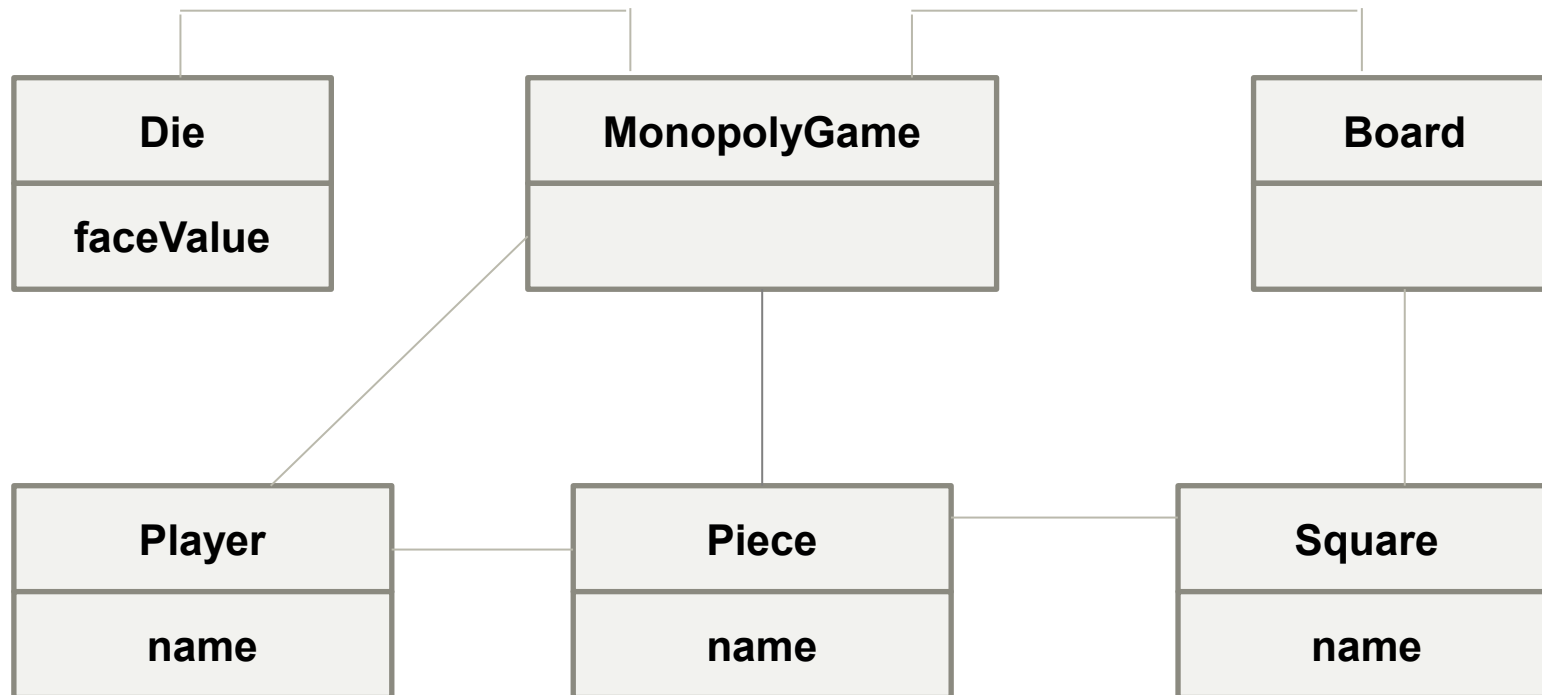 Die
MonopolyGame
Board
faceValue
Player
Piece
Square
name
name
name